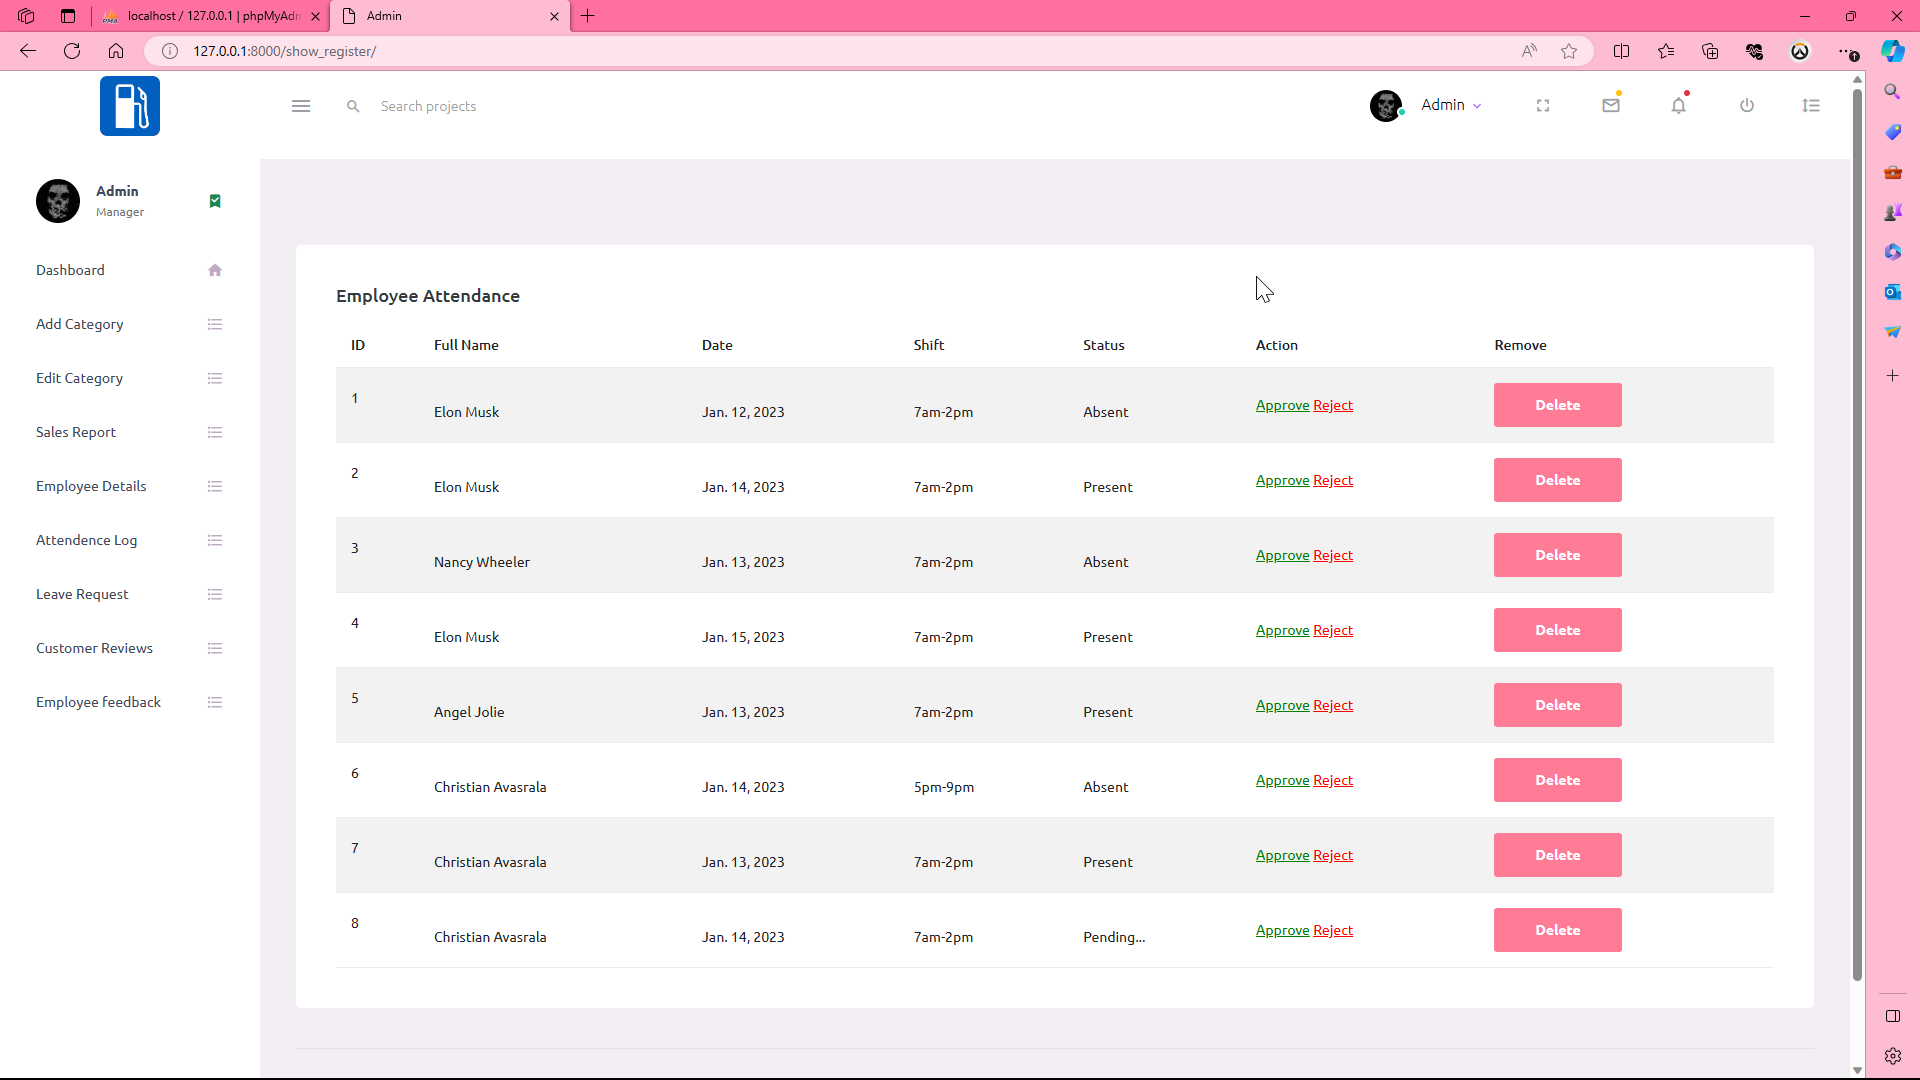 localhost / 127.0.0.1 | phpMyAdm
Admin
127.0.0.1:8000/show_register/
Search projects
Admin
Admin
Manager
Dashboard
Add Category
Edit Category
Sales Report
Employee Details
Attendence Log
Leave Request
Customer Reviews
Employee feedback
Employee Attendance
ID Full Name Date Shift Status Action Remove
1 Elon Musk Jan. 12, 2023 7am-2pm Absent Approve Reject Delete
2 Elon Musk Jan. 14, 2023 7am-2pm Present Approve Reject Delete
3 Nancy Wheeler Jan. 13, 2023 7am-2pm Absent Approve Reject Delete
4 Elon Musk Jan. 15, 2023 7am-2pm Present Approve Reject Delete
5 Angel Jolie Jan. 13, 2023 7am-2pm Present Approve Reject Delete
6 Christian Avasrala Jan. 14, 2023 5pm-9pm Absent Approve Reject Delete
7 Christian Avasrala Jan. 13, 2023 7am-2pm Present Approve Reject Delete
8 Christian Avasrala Jan. 14, 2023 7am-2pm Pending... Approve Reject Delete